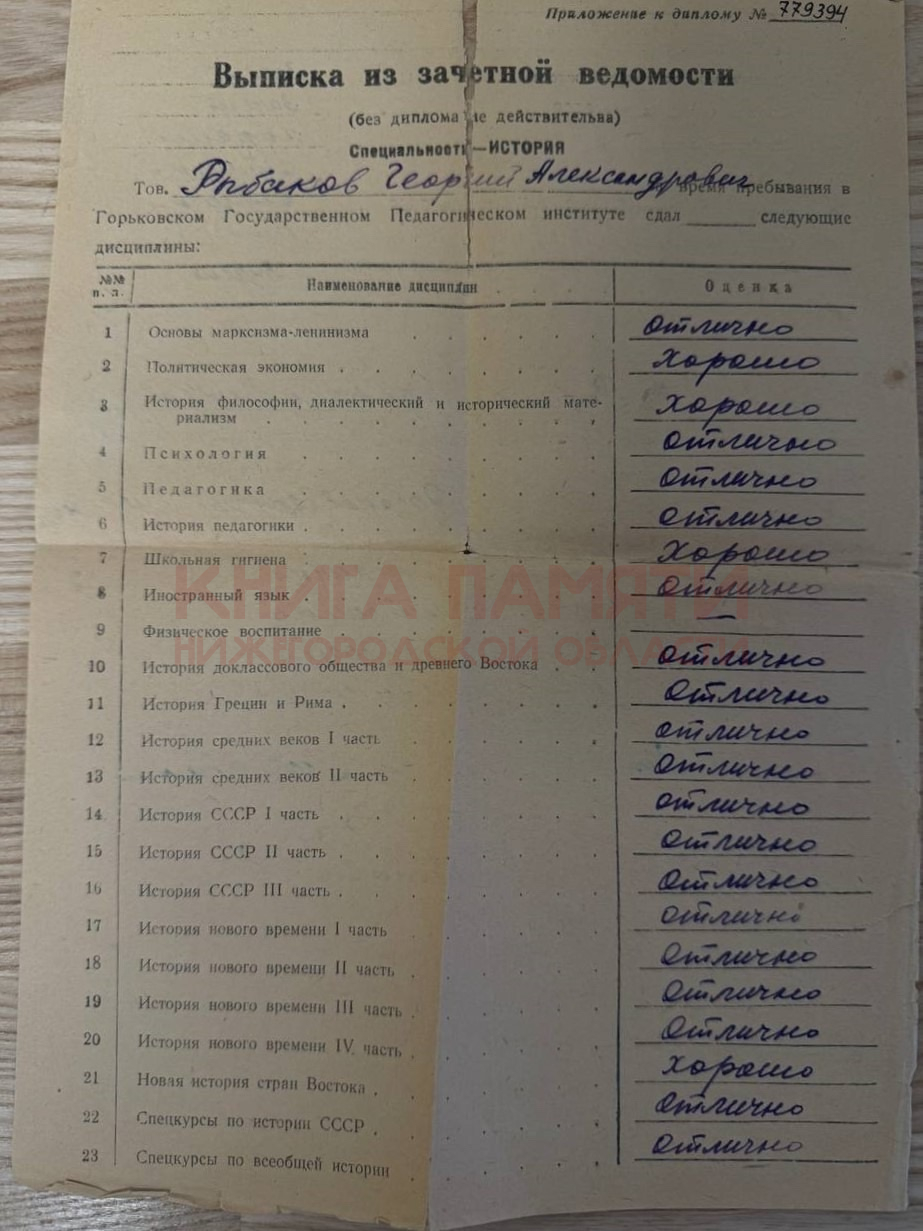 Приложение к диплому № 779394
Выписка из зачетной ведомости
(без диплома не действительна)
Специальность—ИСТОРИЯ
Тов. Рыбаков Георгий Александрович время пребывания в
Горьковском Государственном Педагогическом институте сдал ______ следующие
дисциплины:
№№ п. п. Наименование дисциплин Оценка
1 Основы марксизма-ленинизма отлично
2 Политическая экономия хорошо
3 История философии, диалектический и исторический мате-
риализм хорошо
4 Психология отлично
5 Педагогика отлично
6 История педагогики отлично
7 Школьная гигиена хорошо
8 Иностранный язык отлично
КНИГА ПАМЯТИ
9 Физическое воспитание —
НИЖЕГОРОДСКОЙ ОБЛАСТИ
10 История доклассового общества и древнего Востока отлично
11 История Греции и Рима отлично
12 История средних веков I часть отлично
13 История средних веков II часть отлично
14 История СССР I часть отлично
15 История СССР II часть отлично
16 История СССР III часть отлично
17 История нового времени I часть отлично
18 История нового времени II часть отлично
19 История нового времени III часть отлично
20 История нового времени IV часть отлично
21 Новая история стран Востока хорошо
22 Спецкурсы по истории СССР отлично
23 Спецкурсы по всеобщей истории отлично